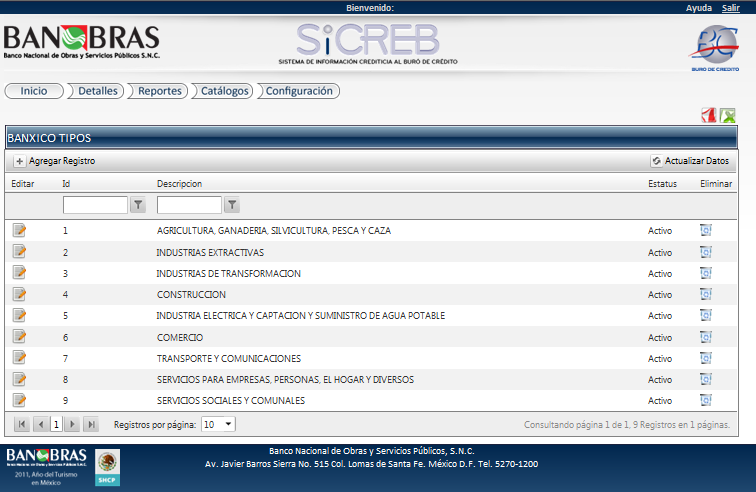 Bienvenido: Ayuda Salir
BANOBRAS
Banco Nacional de Obras y Servicios Públicos S.N.C.
SiCREB
SISTEMA DE INFORMACIÓN CREDITICIA AL BURÓ DE CRÉDITO
BURÓ DE CRÉDITO
Inicio Detalles Reportes Catálogos Configuración
BANXICO TIPOS
Agregar Registro Actualizar Datos
Editar Id Descripcion Estatus Eliminar
1 AGRICULTURA, GANADERIA, SILVICULTURA, PESCA Y CAZA Activo
2 INDUSTRIAS EXTRACTIVAS Activo
3 INDUSTRIAS DE TRANSFORMACION Activo
4 CONSTRUCCION Activo
5 INDUSTRIA ELECTRICA Y CAPTACION Y SUMINISTRO DE AGUA POTABLE Activo
6 COMERCIO Activo
7 TRANSPORTE Y COMUNICACIONES Activo
8 SERVICIOS PARA EMPRESAS, PERSONAS, EL HOGAR Y DIVERSOS Activo
9 SERVICIOS SOCIALES Y COMUNALES Activo
1 Registros por página: 10 Consultando página 1 de 1, 9 Registros en 1 páginas.
BANOBRAS
Banco Nacional de Obras y Servicios Públicos, S.N.C.
Av. Javier Barros Sierra No. 515 Col. Lomas de Santa Fe. México D.F. Tel. 5270-1200
2011, Año del Turismo
en México
SHCP